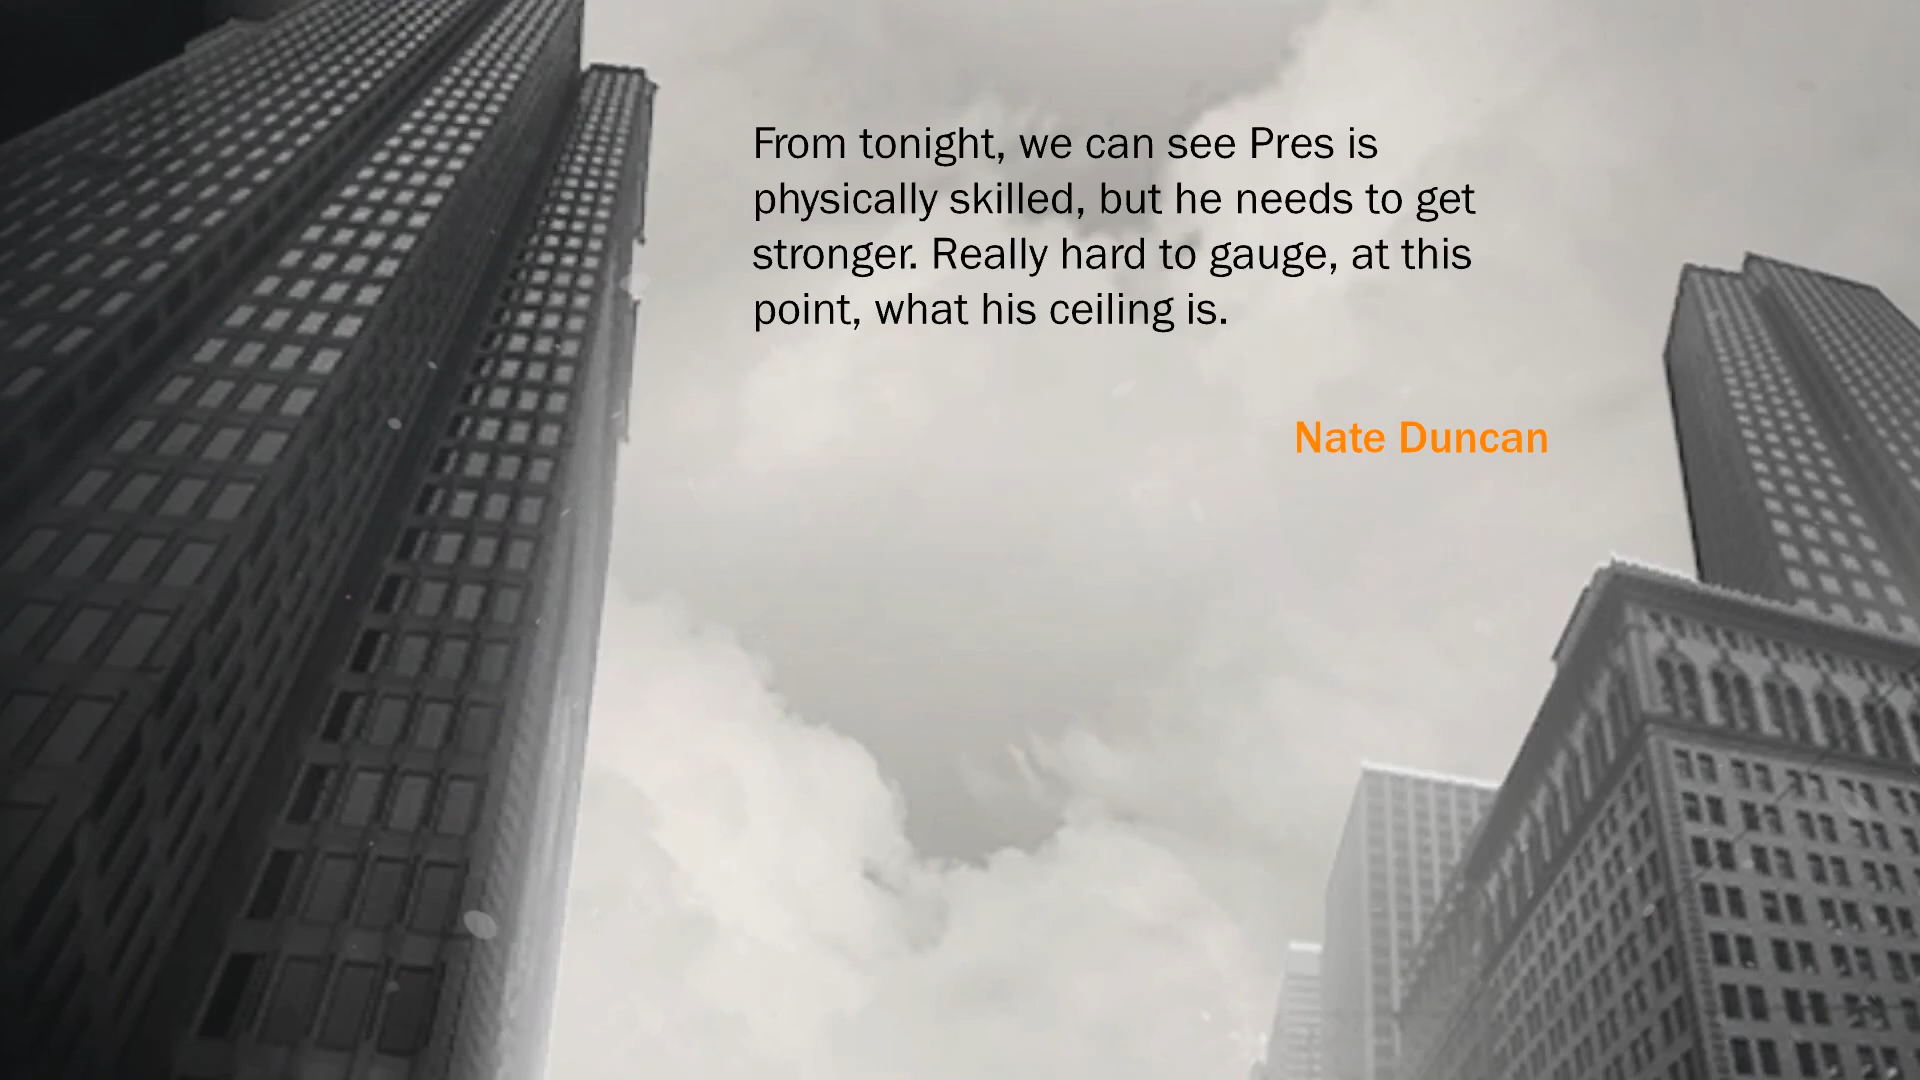 From tonight, we can see Pres is
physically skilled, but he needs to get
stronger. Really hard to gauge, at this
point, what his ceiling is.
Nate Duncan